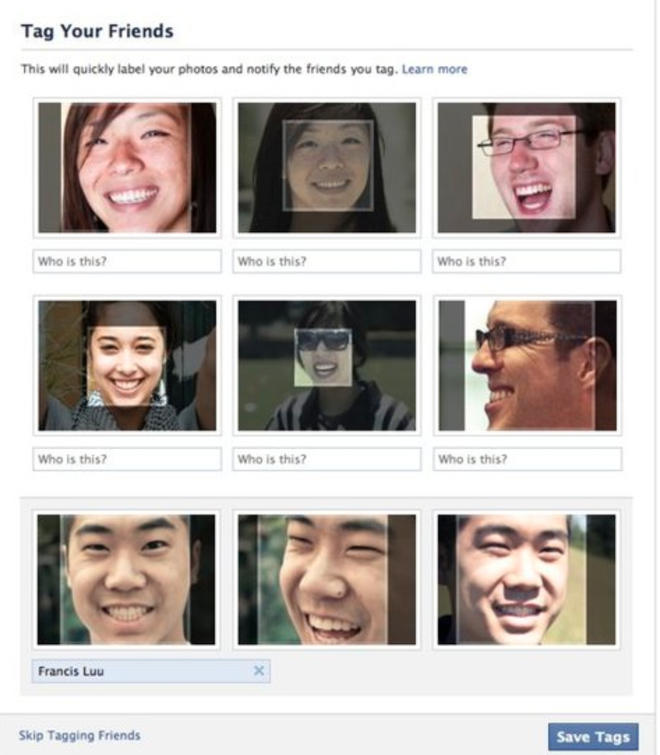 Tag Your Friends
This will quickly label your photos and notify the friends you tag. Learn more
Who is this? Who is this? Who is this?
Who is this? Who is this? Who is this?
Francis Luu ×
Skip Tagging Friends Save Tags